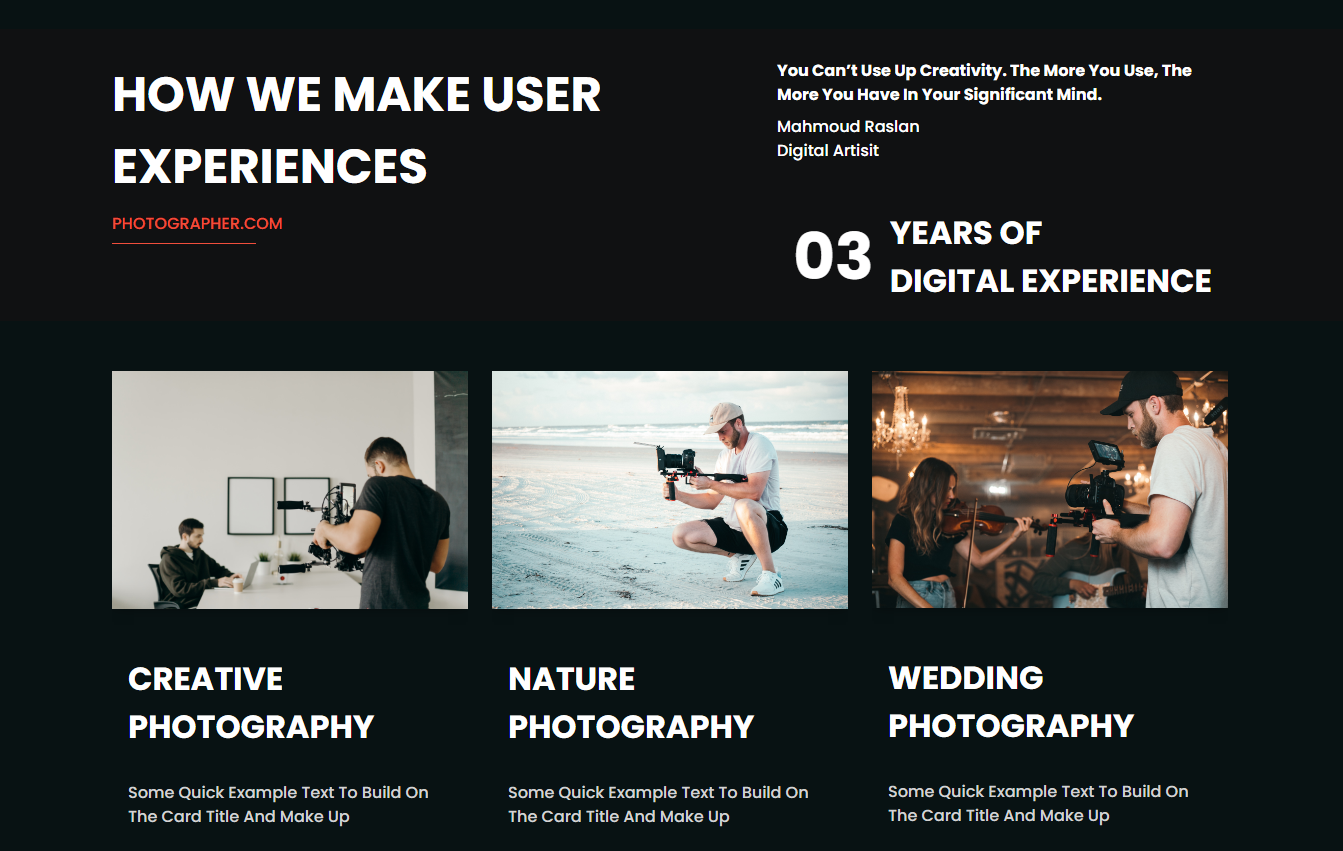 HOW WE MAKE USER
EXPERIENCES
PHOTOGRAPHER.COM
You Can’t Use Up Creativity. The More You Use, The
More You Have In Your Significant Mind.
Mahmoud Raslan
Digital Artisit
03
YEARS OF
DIGITAL EXPERIENCE
CREATIVE
PHOTOGRAPHY
Some Quick Example Text To Build On
The Card Title And Make Up
NATURE
PHOTOGRAPHY
Some Quick Example Text To Build On
The Card Title And Make Up
WEDDING
PHOTOGRAPHY
Some Quick Example Text To Build On
The Card Title And Make Up